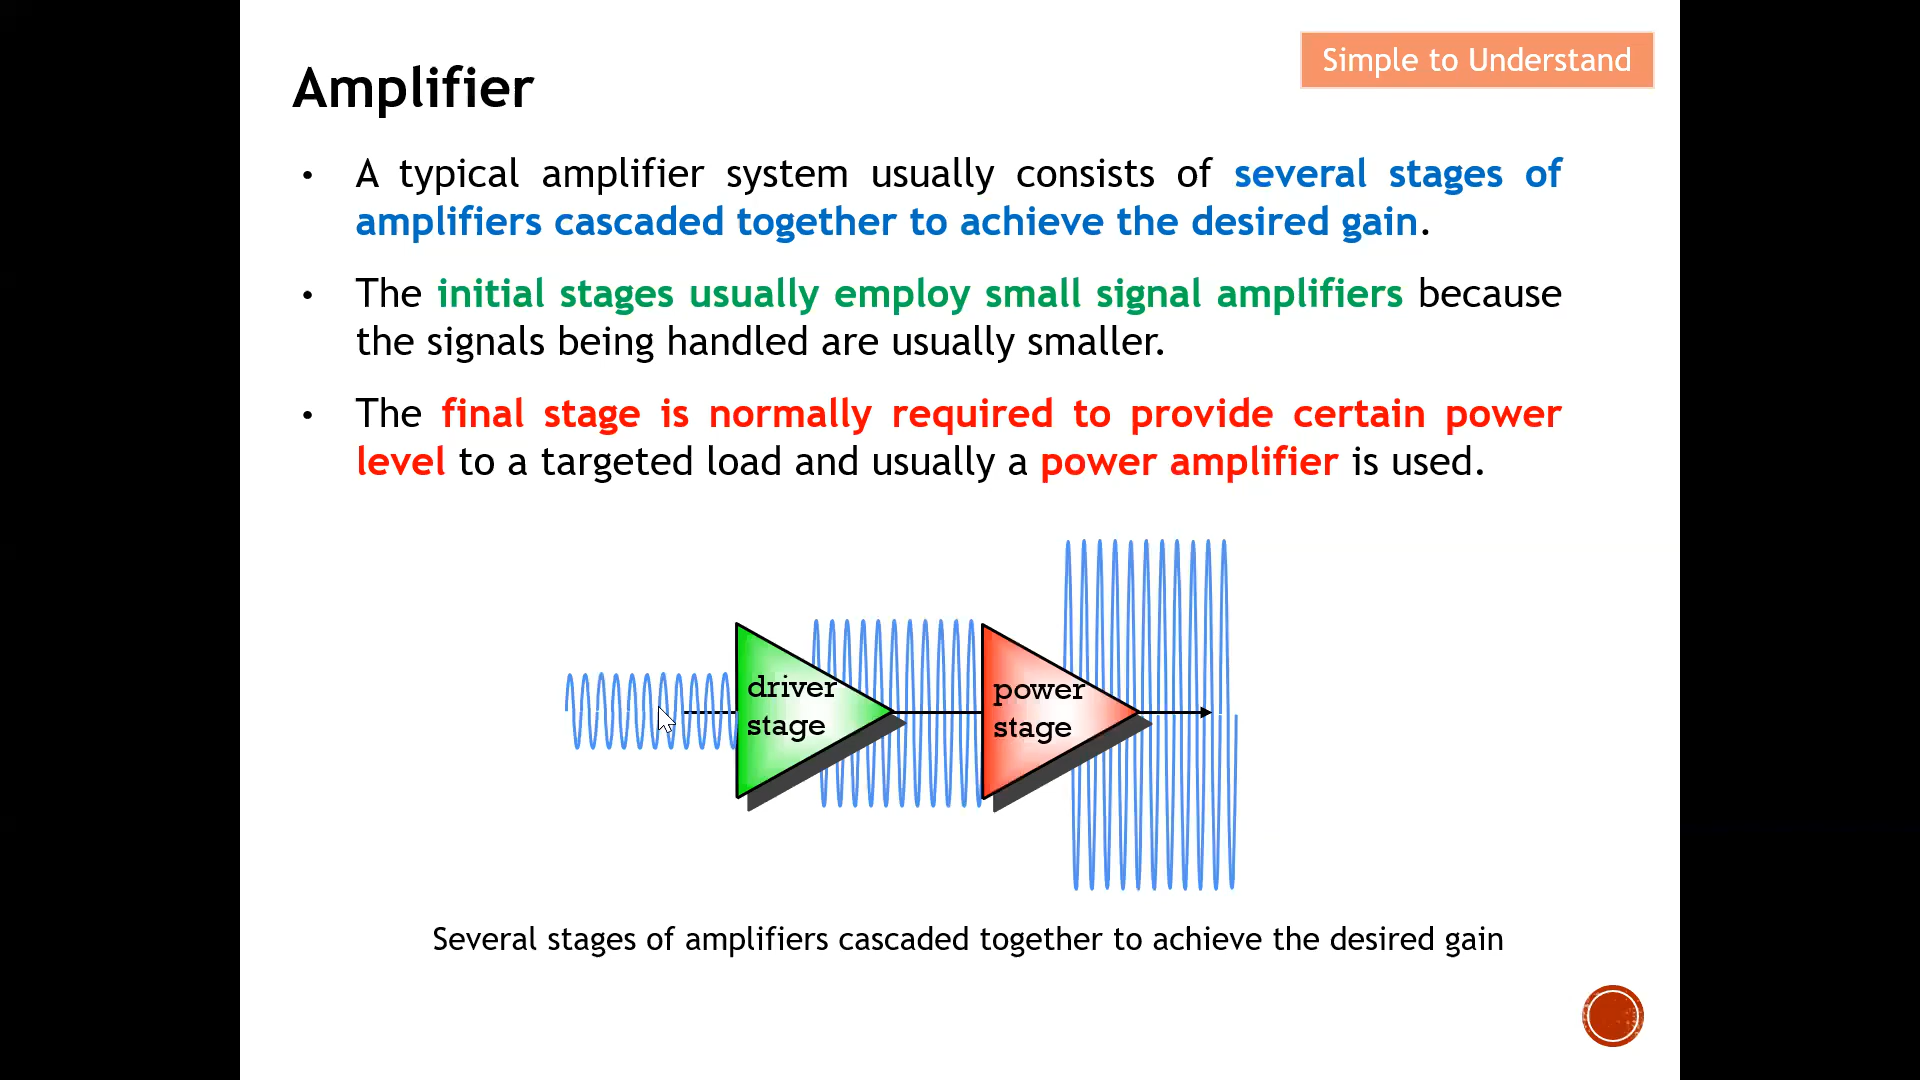 Simple to Understand
Amplifier
• A typical amplifier system usually consists of several stages of
amplifiers cascaded together to achieve the desired gain.
• The initial stages usually employ small signal amplifiers because
the signals being handled are usually smaller.
• The final stage is normally required to provide certain power
level to a targeted load and usually a power amplifier is used.
driver
stage
power
stage
Several stages of amplifiers cascaded together to achieve the desired gain